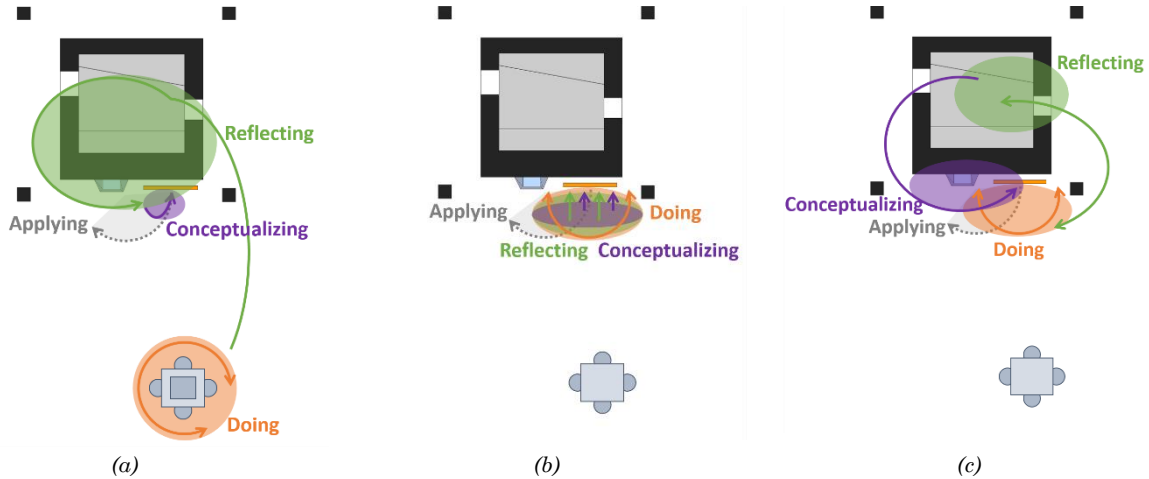 Reflecting
Applying
Conceptualizing
Doing
(a)
Applying
Doing
Reflecting
Conceptualizing
(b)
Reflecting
Conceptualizing
Applying
Doing
(c)